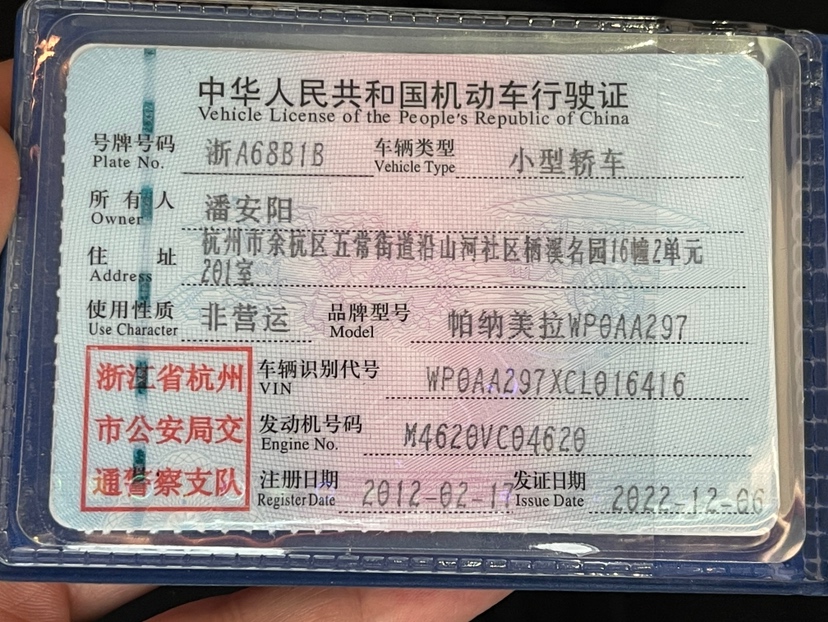 中华人民共和国机动车行驶证
Vehicle License of the People's Republic of China
号牌号码 浙A68B1B 车辆类型 小型轿车
Plate No. Vehicle Type
所有人 潘安阳
Owner
住址 杭州市余杭区五常街道沿山河社区栖溪名园16幢2单元
Address 201室
使用性质 非营运 品牌型号 帕纳美拉WP0AA297
Use Character Model
浙江省杭州 车辆识别代号 WP0AA297XCL016416
VIN
市公安局交 发动机号码 M4620VC04620
Engine No.
通警察支队 注册日期 2012-02-17 发证日期 2022-12-06
Register Date Issue Date